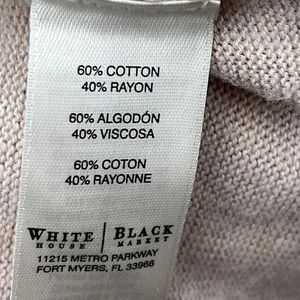 60% COTTON
40% RAYON
60% ALGODÓN
40% VISCOSA
60% COTON
40% RAYONNE
WHITE | BLACK
HOUSE | MARKET
11215 METRO PARKWAY
FORT MYERS, FL 33966